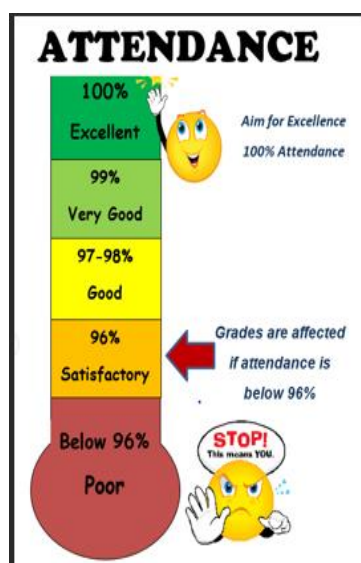 ATTENDANCE
100%
Excellent
Aim for Excellence
100% Attendance
99%
Very Good
97-98%
Good
96%
Satisfactory
Grades are affected
if attendance is
below 96%
Below 96%
Poor
STOP!
This means YOU.